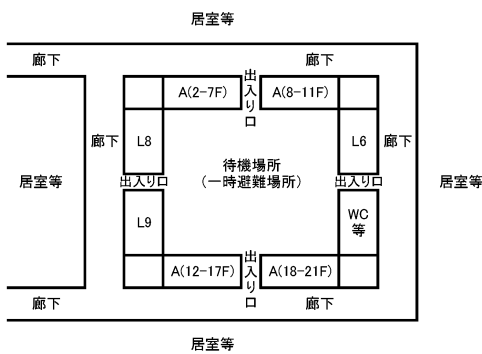 居室等
廊下
廊下
出入り口
A(2-7F)
A(8-11F)
廊下
L8
L6
廊下
待機場所
(一時避難場所)
居室等
出入り口
出入り口
居室等
L9
WC
等
出入り口
A(12-17F)
A(18-21F)
廊下
廊下
居室等